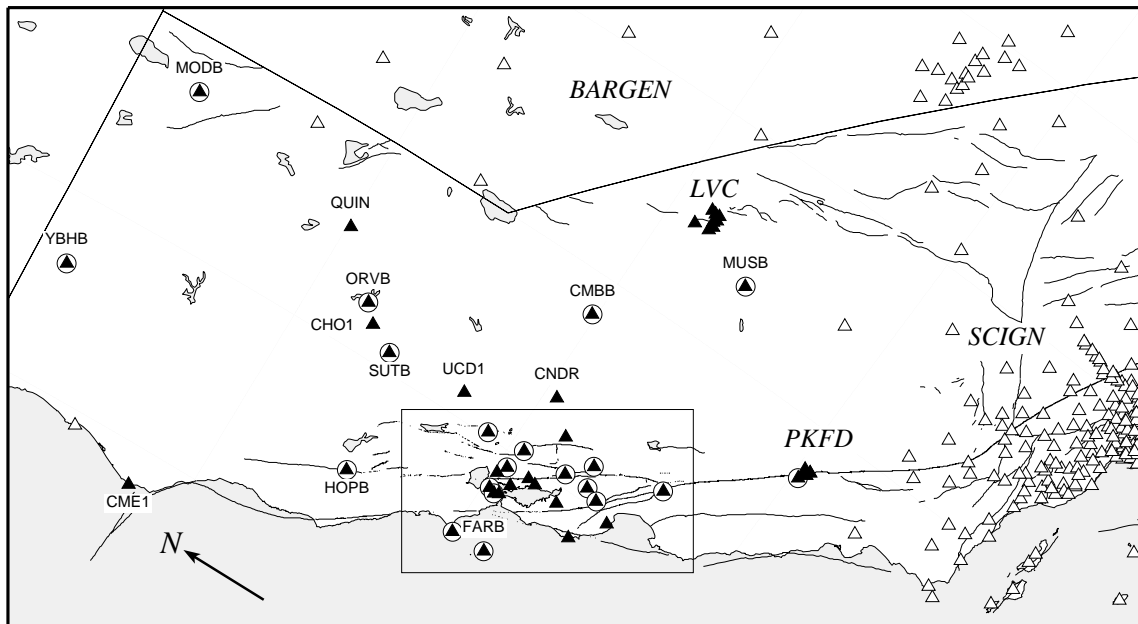 MODB
BARGEN
LVC
QUIN
YBHB
MUSB
ORVB
CMBB
CHO1
SCIGN
SUTB
UCD1
CNDR
PKFD
HOPB
CME1
FARB
N